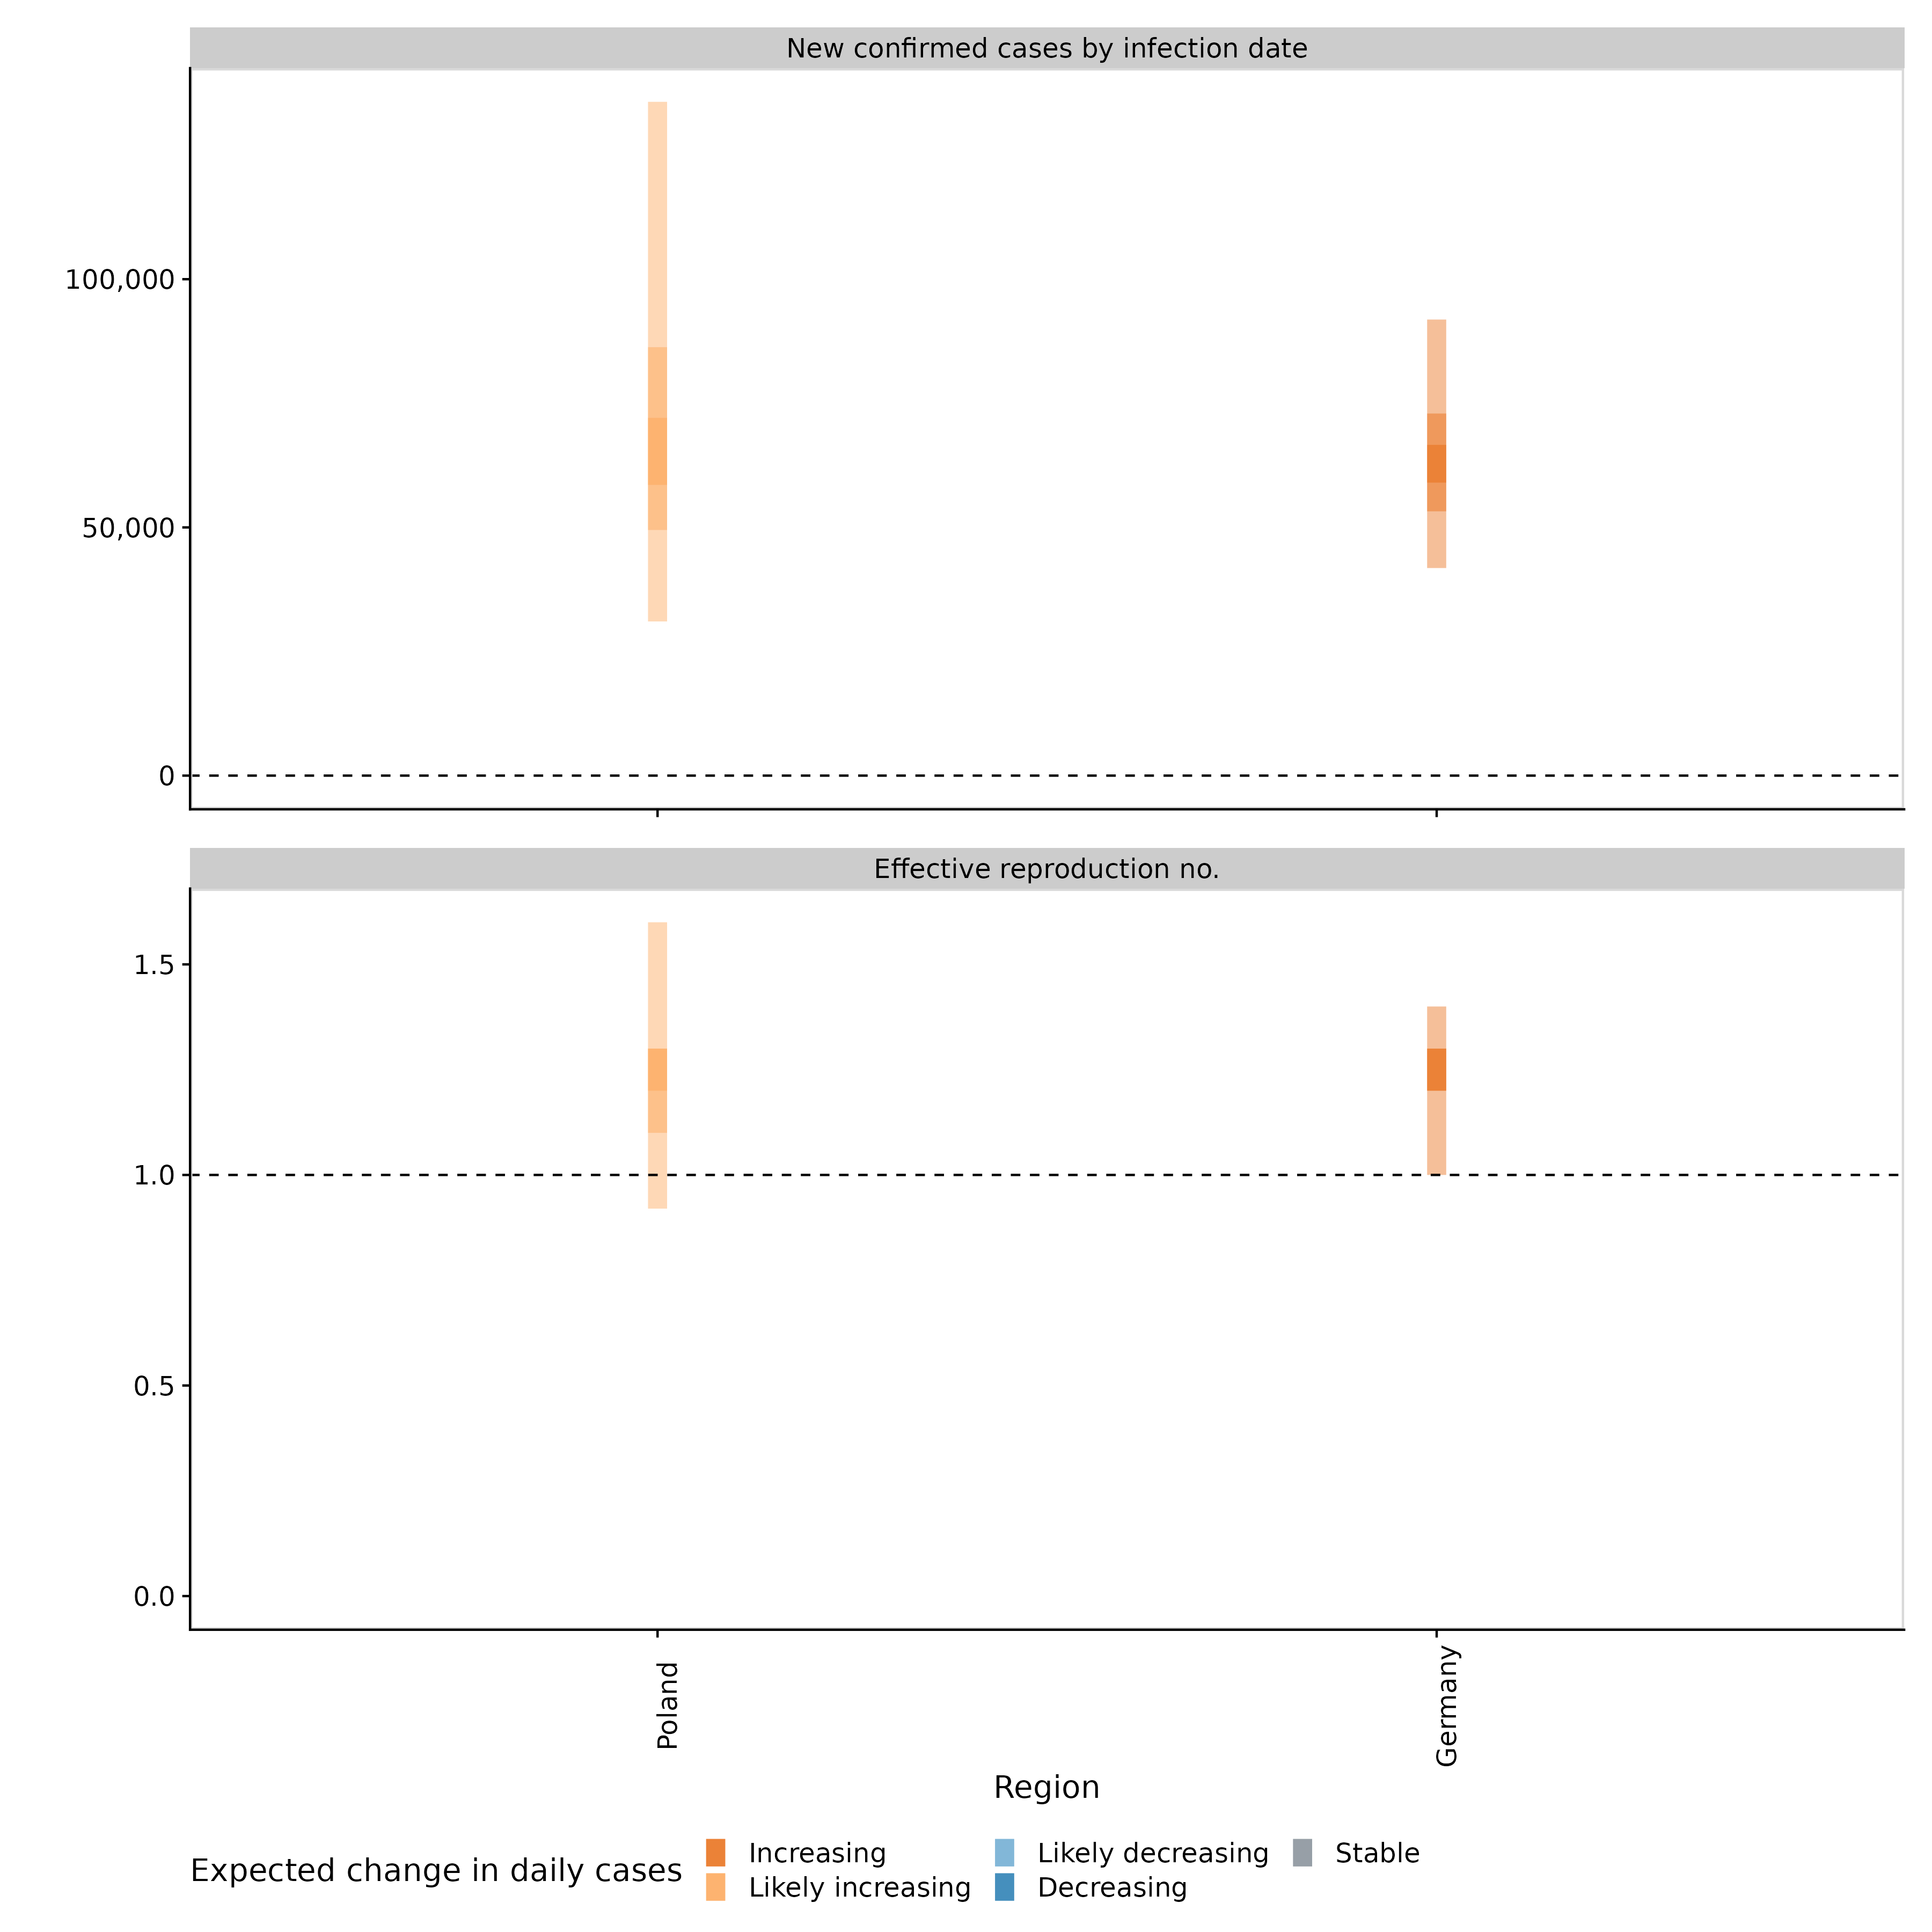 New confirmed cases by infection date
100,000
50,000
0
Effective reproduction no.
1.5
1.0
0.5
0.0
Poland
Germany
Region
Expected change in daily cases
Increasing
Likely increasing
Likely decreasing
Decreasing
Stable